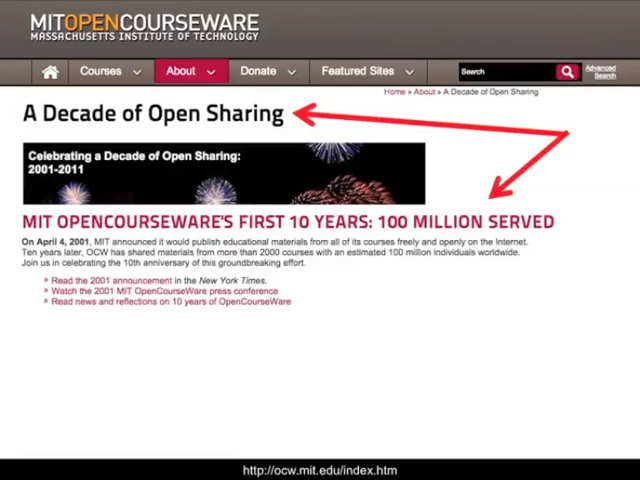 MITOPENCOURSEWARE
MASSACHUSETTS INSTITUTE OF TECHNOLOGY
Courses About Donate Featured Sites Search Advanced Search
Home » About » A Decade of Open Sharing
A Decade of Open Sharing
Celebrating a Decade of Open Sharing:
2001-2011
MIT OPENCOURSEWARE'S FIRST 10 YEARS: 100 MILLION SERVED
On April 4, 2001, MIT announced it would publish educational materials from all of its courses freely and openly on the Internet.
Ten years later, OCW has shared materials from more than 2000 courses with an estimated 100 million individuals worldwide.
Join us in celebrating the 10th anniversary of this groundbreaking effort.
» Read the 2001 announcement in the New York Times.
» Watch the 2001 MIT OpenCourseWare press conference
» Read news and reflections on 10 years of OpenCourseWare
http://ocw.mit.edu/index.htm